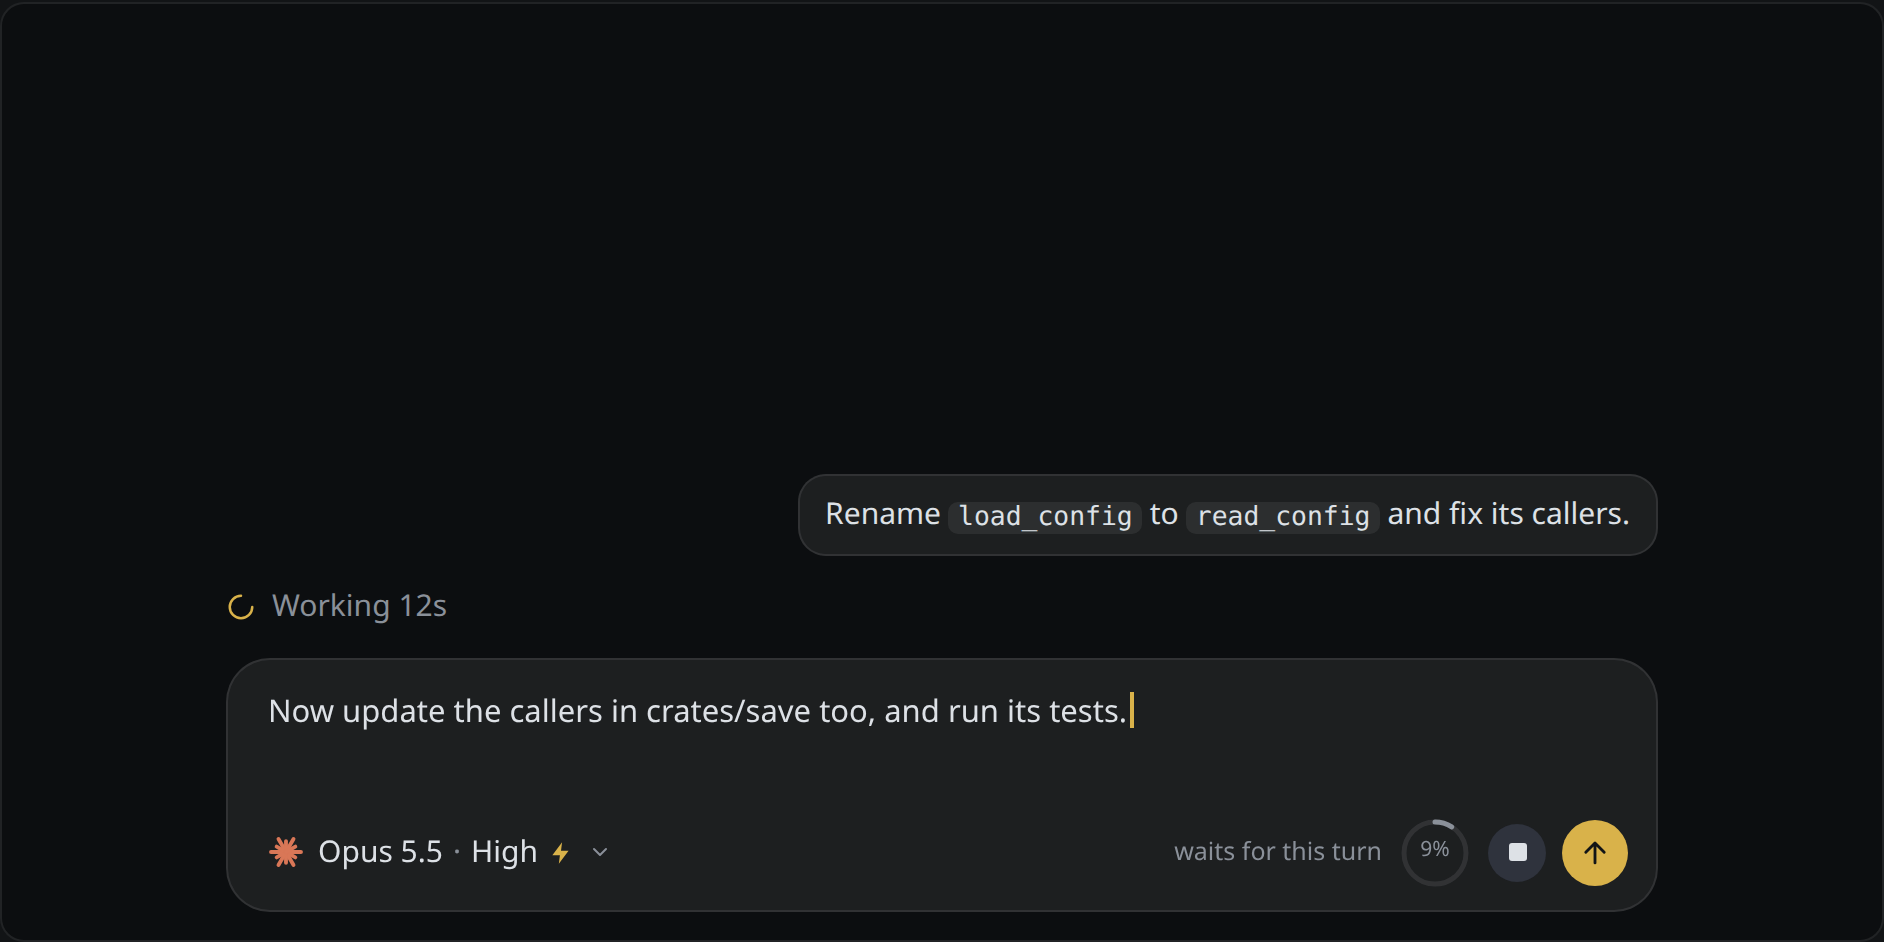 Rename load_config to read_config and fix its callers.
Working 12s
Now update the callers in crates/save too, and run its tests.
Opus 5.5 · High
waits for this turn
9%